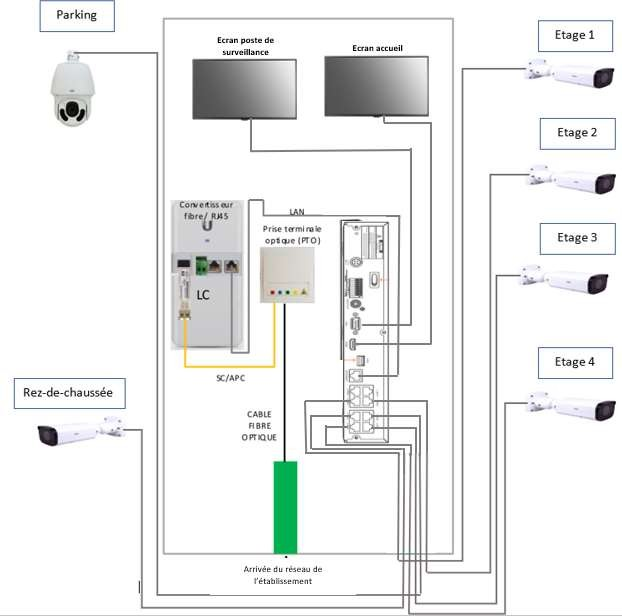 Parking
Etage 1
Ecran poste de
surveillance
Ecran accueil
Etage 2
Convertisseur
fibre/ RJ45
LAN
Prise terminale
optique (PTO)
Etage 3
LC
SC/APC
Etage 4
Rez-de-chaussée
CABLE
FIBRE
OPTIQUE
Arrivée du réseau de
l'établissement